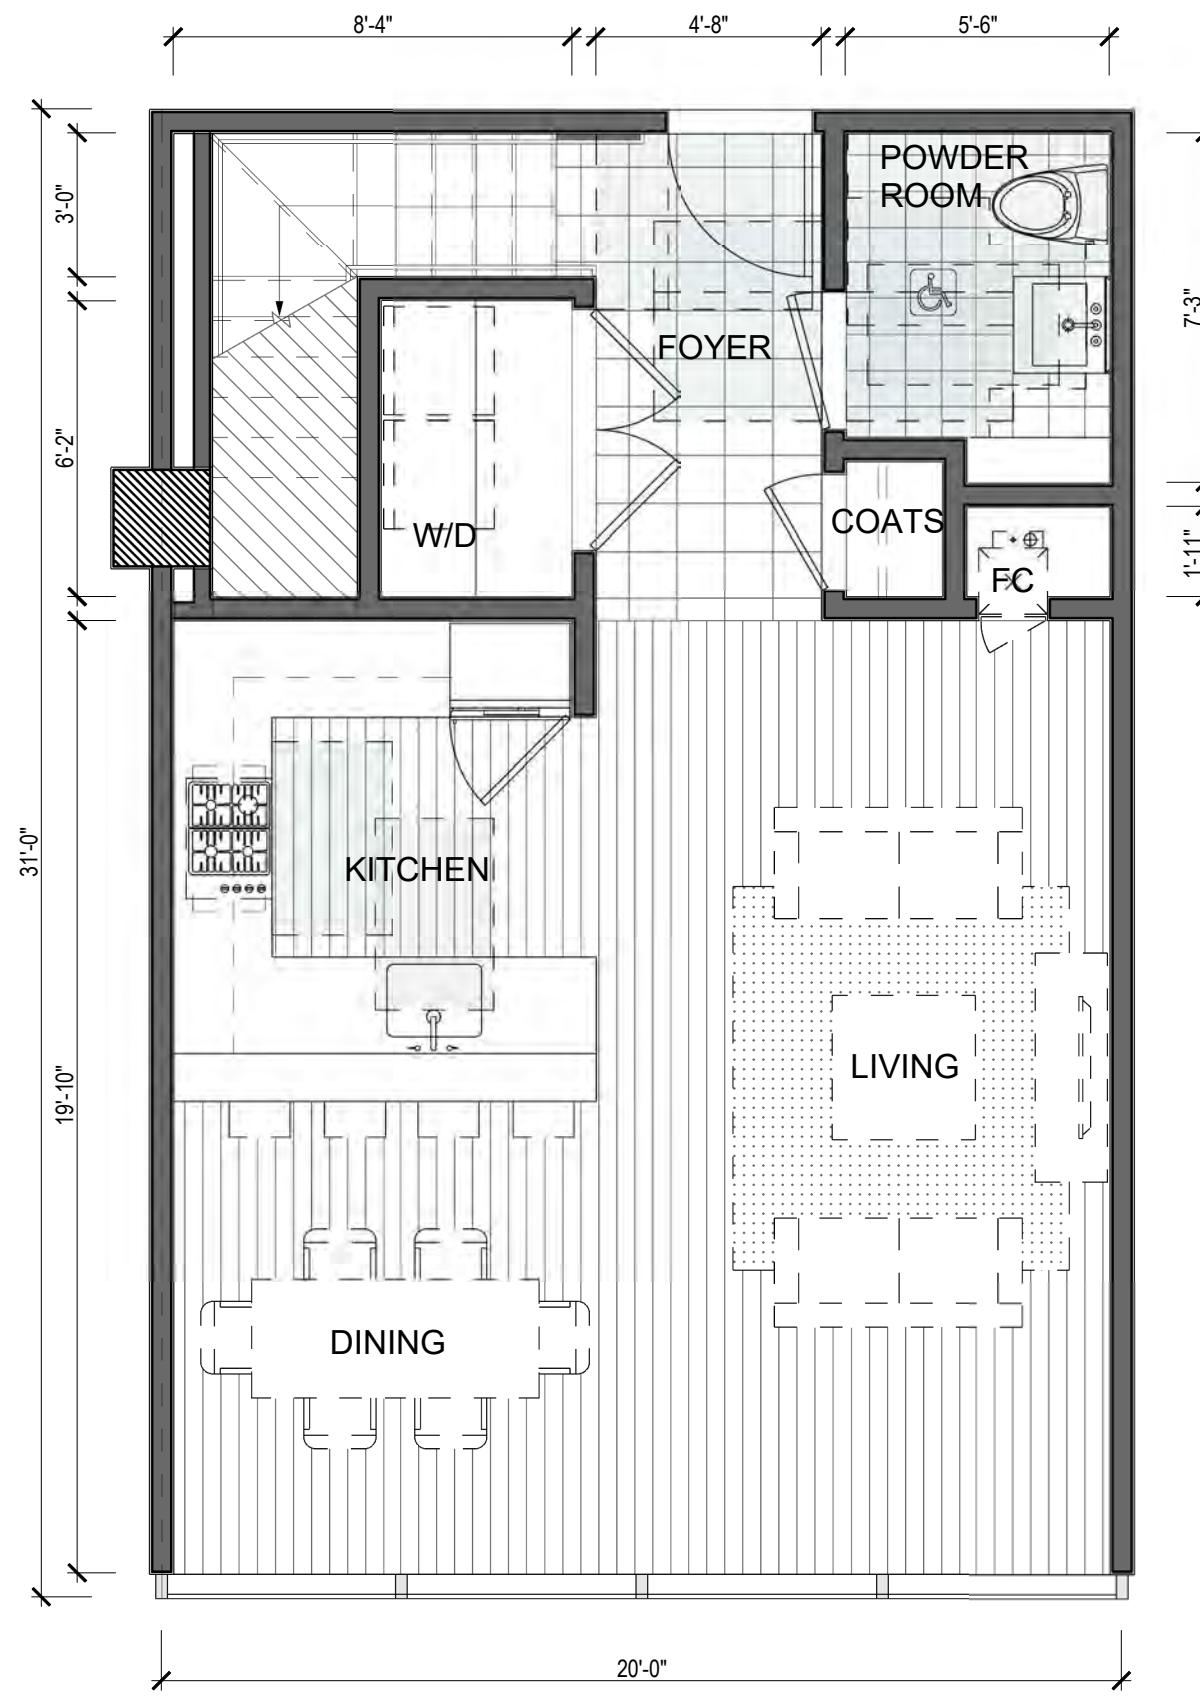 8'-4"
4'-8"
5'-6"
3'-0"
POWDER
ROOM
7'-3"
FOYER
6'-2"
W/D
COATS
1'-11"
FC
31'-0"
KITCHEN
19'-10"
LIVING
DINING
20'-0"